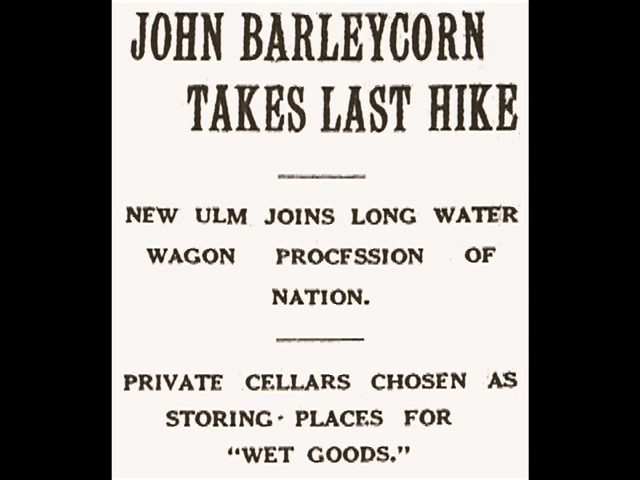 JOHN BARLEYCORN
TAKES LAST HIKE
NEW ULM JOINS LONG WATER
WAGON PROCFSSION OF
NATION.
PRIVATE CELLARS CHOSEN AS
STORING· PLACES FOR
“WET GOODS.”